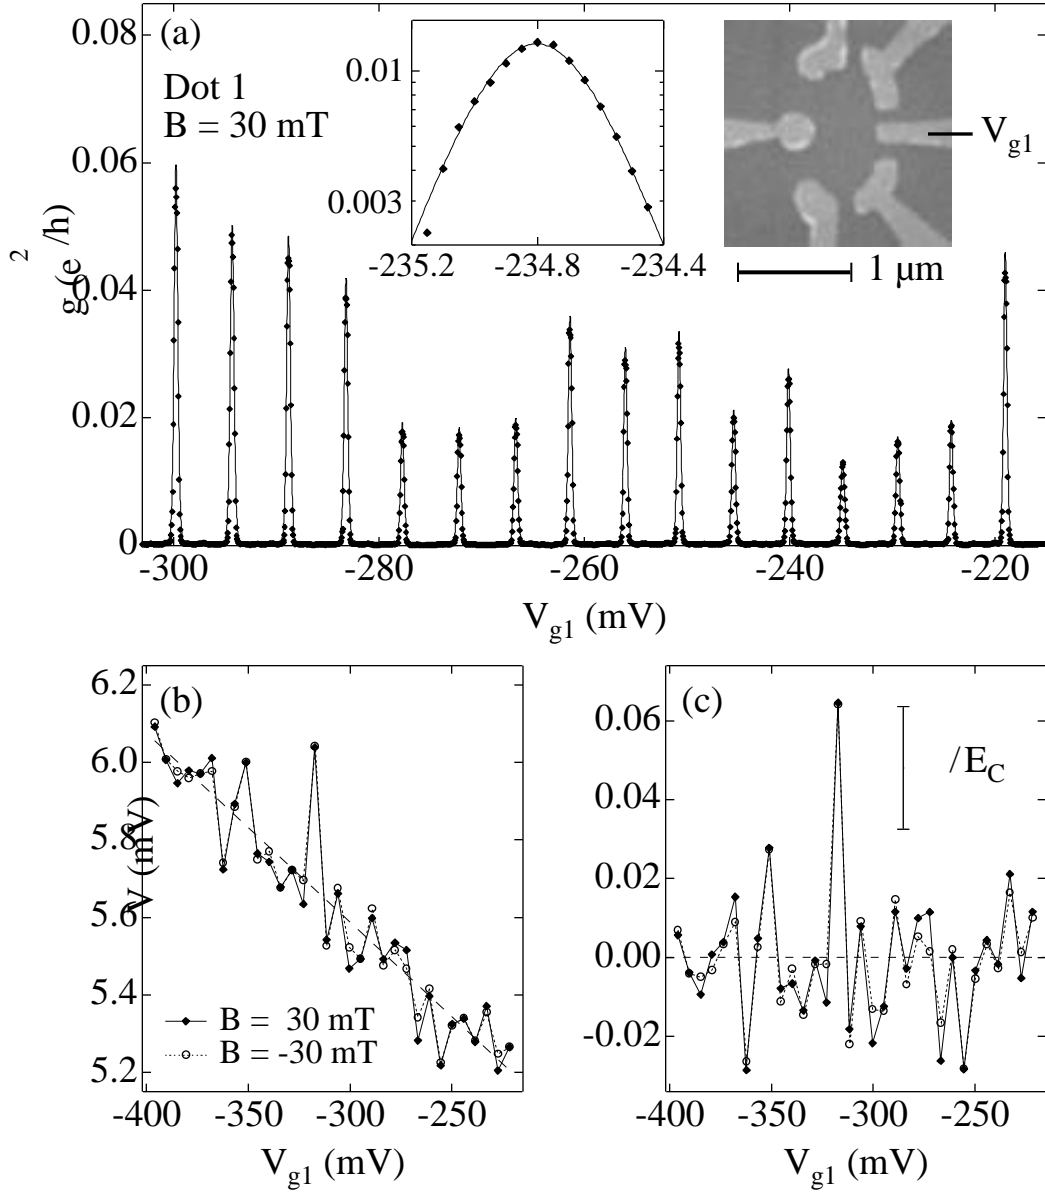 (a)
Dot 1
B = 30 mT
g (e²/h)
0.08
0.06
0.04
0.02
0
-300
-280
-260
-240
-220
V_g1 (mV)
0.01
0.003
-235.2
-234.8
-234.4
V_g1
1 μm
(b)
V (mV)
6.2
6.0
5.8
5.6
5.4
5.2
B = 30 mT
B = -30 mT
-400
-350
-300
-250
V_g1 (mV)
(c)
0.06
0.04
0.02
0.00
-0.02
/E_C
-400
-350
-300
-250
V_g1 (mV)